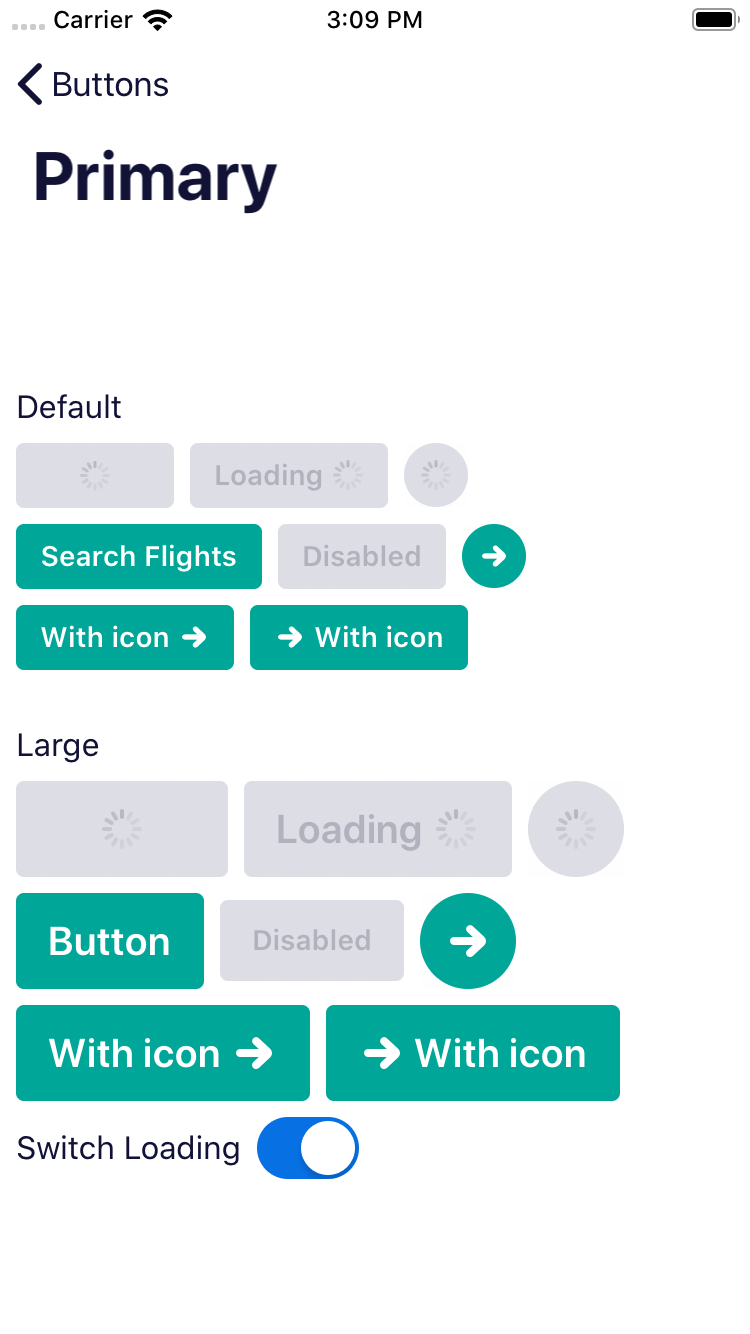 Carrier 3:09 PM
Buttons
Primary
Default
Loading
Search Flights Disabled
With icon With icon
Large
Loading
Button Disabled
With icon With icon
Switch Loading